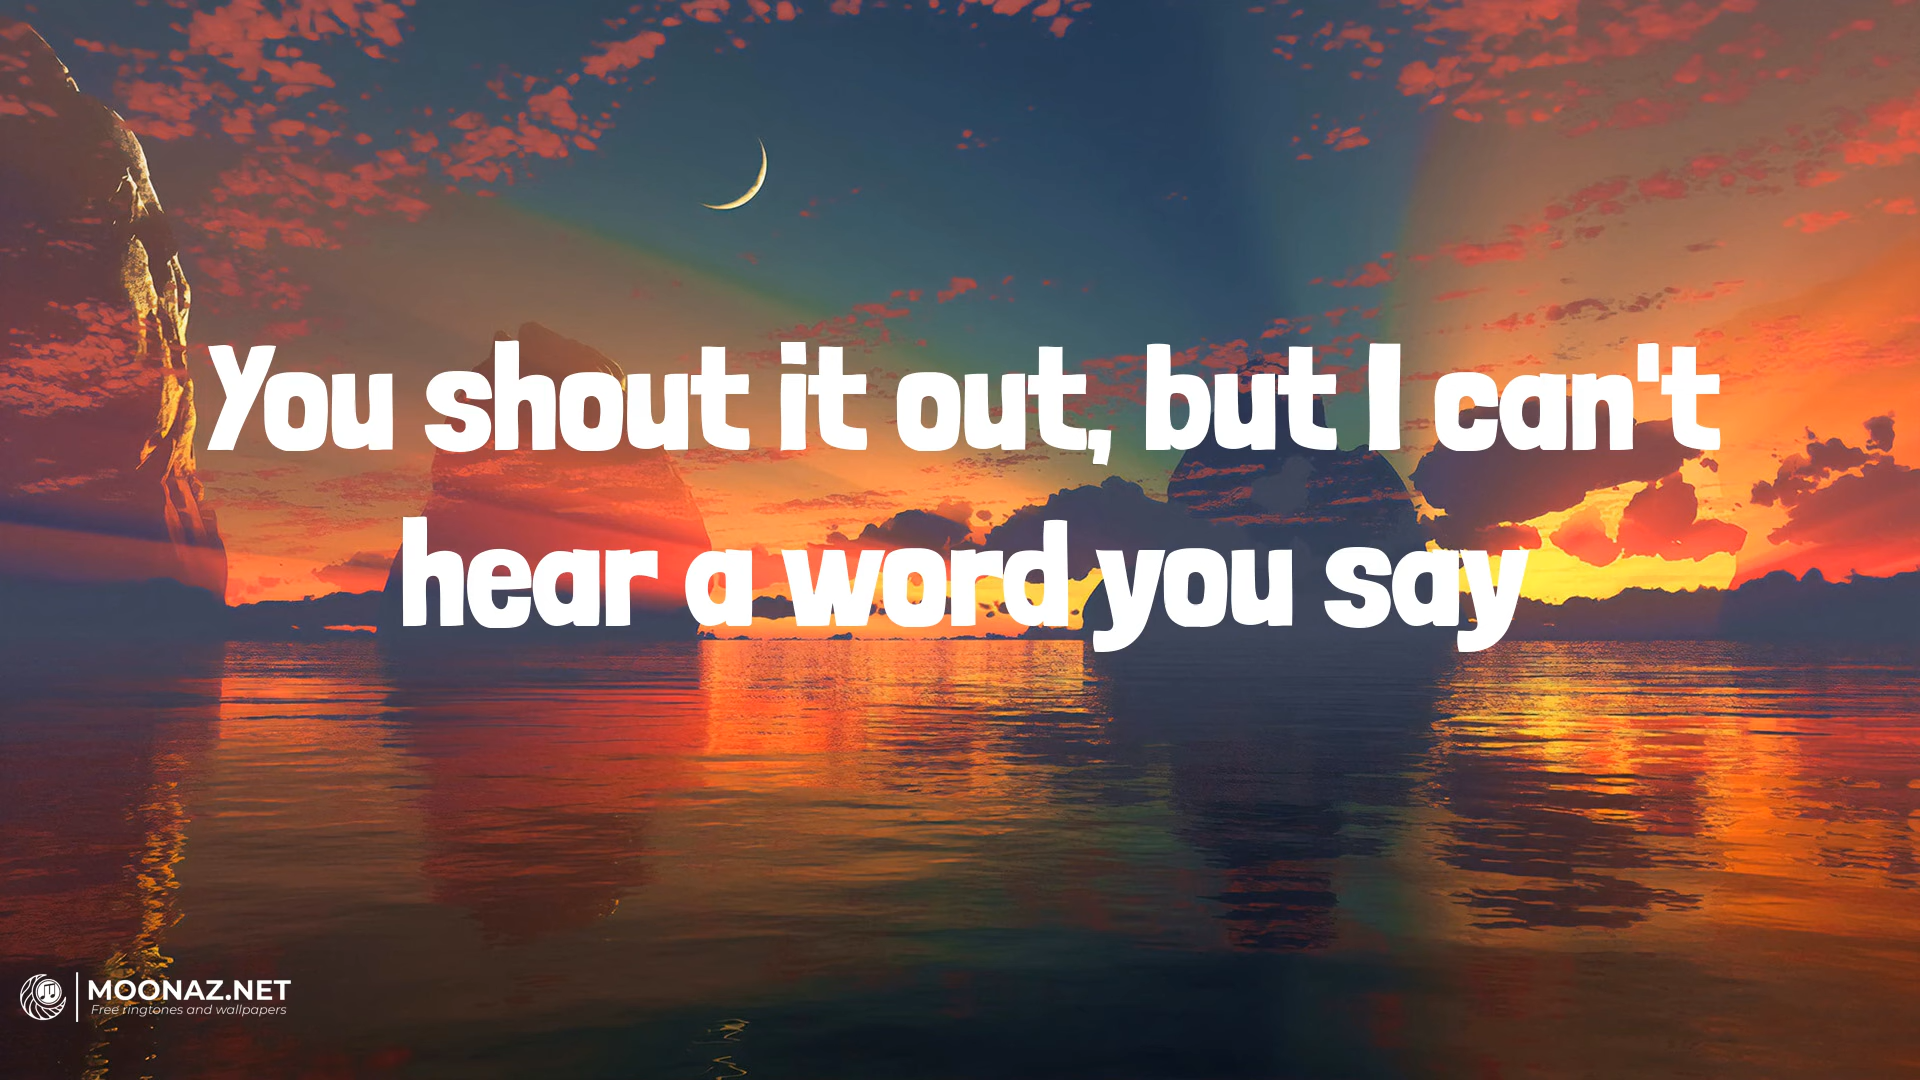 You shout it out, but I can't
hear a word you say
MOONAZ.NET
Free ringtones and wallpapers